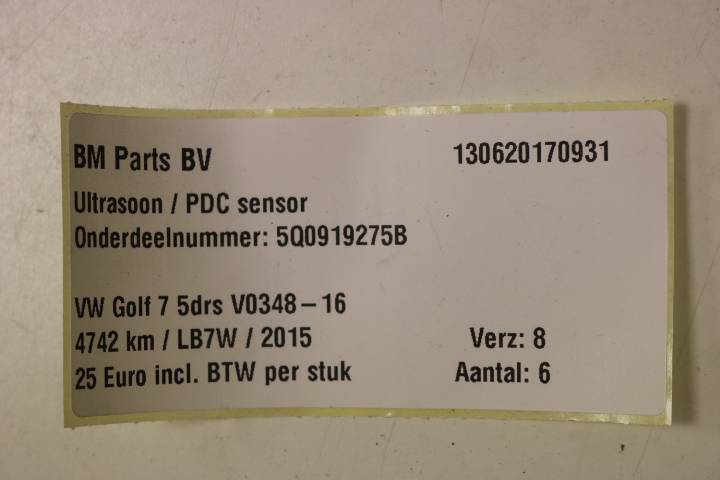 BM Parts BV 130620170931
Ultrasoon / PDC sensor
Onderdeelnummer: 5Q0919275B
VW Golf 7 5drs V0348-16
4742 km / LB7W / 2015 Verz: 8
25 Euro incl. BTW per stuk Aantal: 6